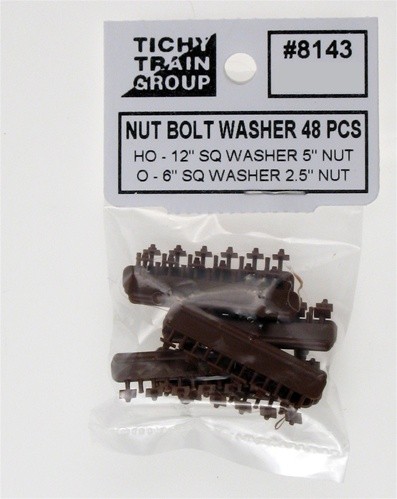 TICHY
TRAIN
GROUP
#8143
NUT BOLT WASHER 48 PCS
HO - 12" SQ WASHER 5" NUT
O - 6" SQ WASHER 2.5" NUT